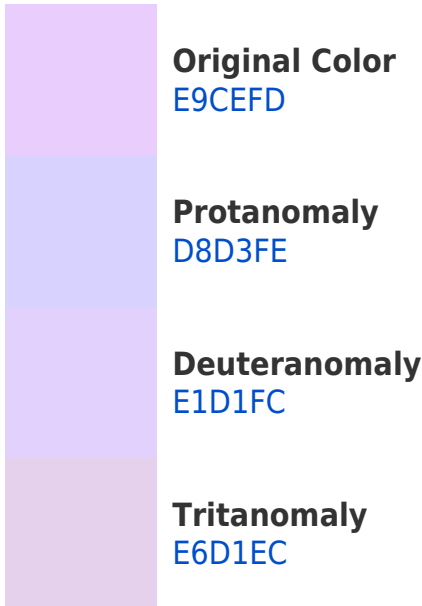 Original Color
E9CEFD
Protanomaly
D8D3FE
Deuteranomaly
E1D1FC
Tritanomaly
E6D1EC